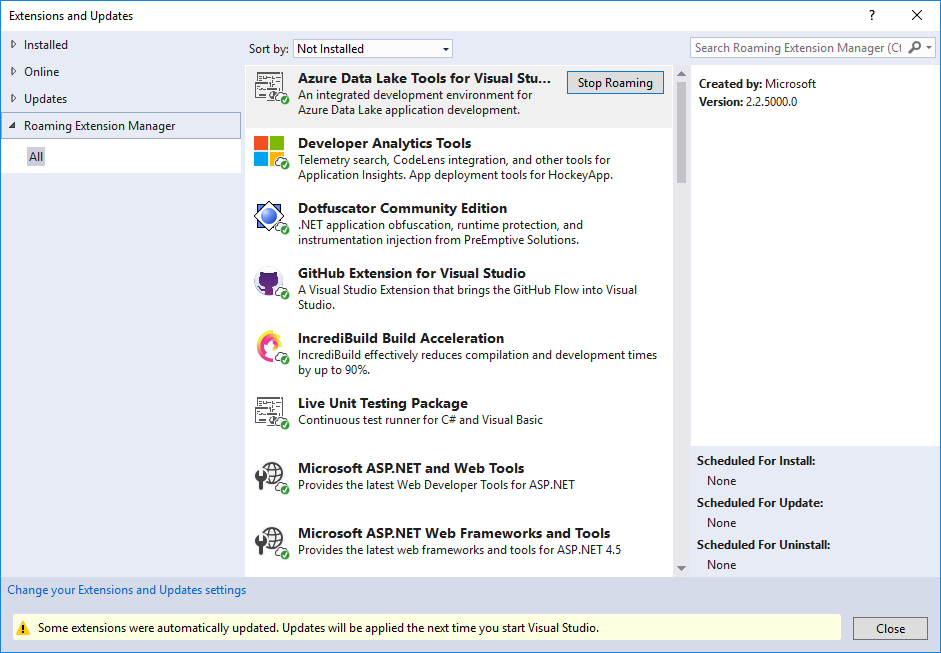 Extensions and Updates
?
Installed
Online
Updates
Roaming Extension Manager
All
Sort by: Not Installed
Azure Data Lake Tools for Visual Stu...
An integrated development environment for
Azure Data Lake application development.
Stop Roaming
Developer Analytics Tools
Telemetry search, CodeLens integration, and other tools for
Application Insights. App deployment tools for HockeyApp.
Dotfuscator Community Edition
.NET application obfuscation, runtime protection, and
instrumentation injection from PreEmptive Solutions.
GitHub Extension for Visual Studio
A Visual Studio Extension that brings the GitHub Flow into Visual
Studio.
IncrediBuild Build Acceleration
IncrediBuild effectively reduces compilation and development times
by up to 90%.
Live Unit Testing Package
Continuous test runner for C# and Visual Basic
Microsoft ASP.NET and Web Tools
Provides the latest Web Developer Tools for ASP.NET
Microsoft ASP.NET Web Frameworks and Tools
Provides the latest web frameworks and tools for ASP.NET 4.5
Search Roaming Extension Manager (Ct
Created by: Microsoft
Version: 2.2.5000.0
Scheduled For Install:
None
Scheduled For Update:
None
Scheduled For Uninstall:
None
Change your Extensions and Updates settings
Some extensions were automatically updated. Updates will be applied the next time you start Visual Studio.
Close